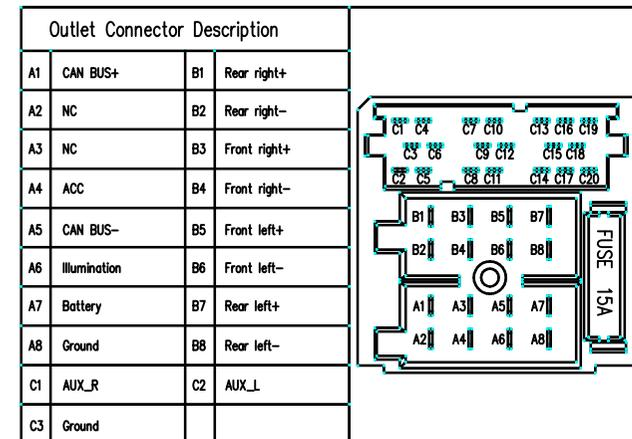 Outlet Connector Description
A1 CAN BUS+ B1 Rear right+
A2 NC B2 Rear right-
A3 NC B3 Front right+
A4 ACC B4 Front right-
A5 CAN BUS- B5 Front left+
A6 Illumination B6 Front left-
A7 Battery B7 Rear left+
A8 Ground B8 Rear left-
C1 AUX_R C2 AUX_L
C3 Ground
C1 C4 C7 C10 C13 C16 C19
C3 C6 C9 C12 C15 C18
C2 C5 C8 C11 C14 C17 C20
B1 B3 B5 B7
B2 B4 B6 B8
A1 A3 A5 A7
A2 A4 A6 A8
FUSE 15A